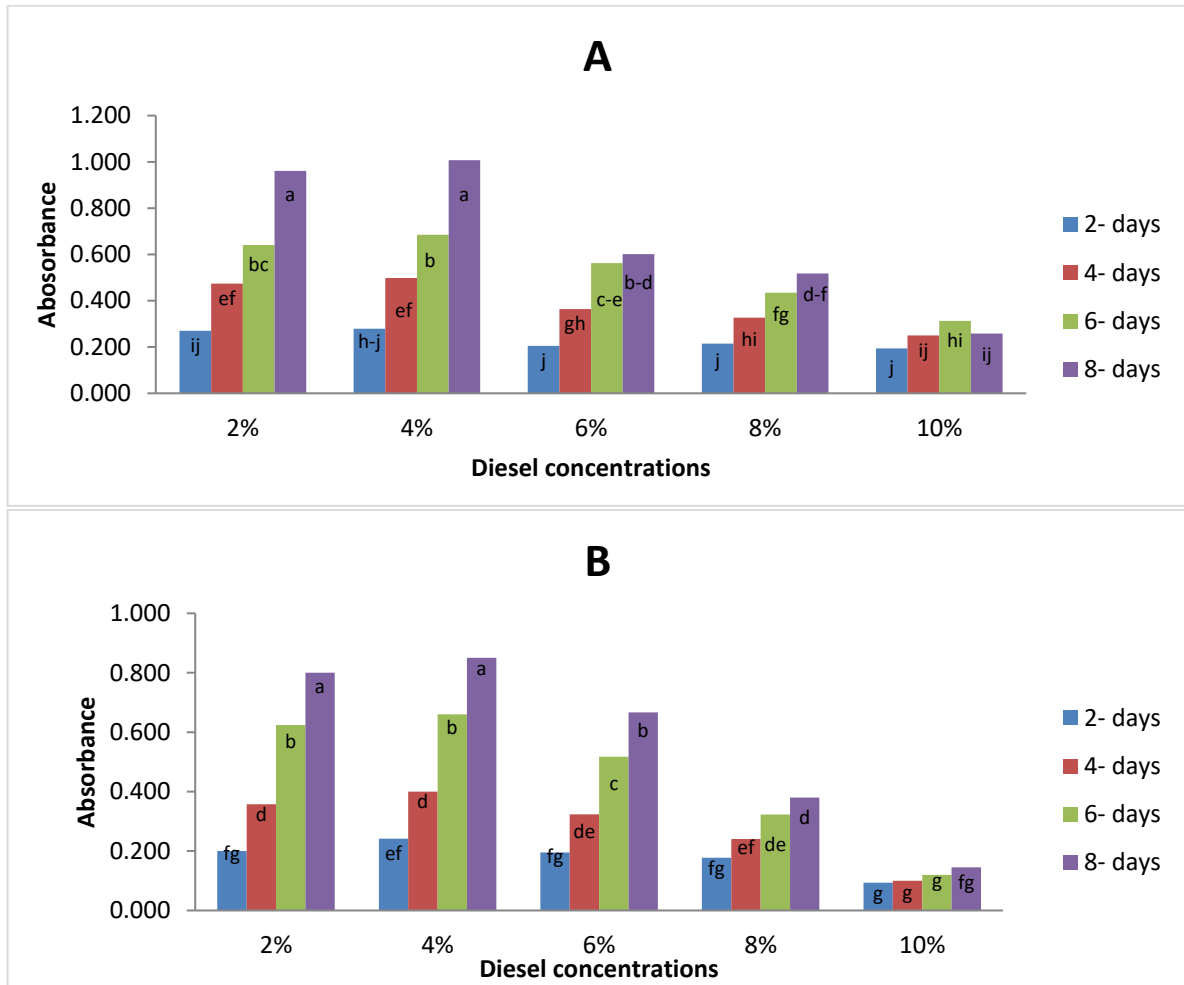 A
1.200
1.000
0.800
0.600
0.400
0.200
0.000
Abosorbance
ij ef bc a
h-j ef b a
j gh c-e b-d
j hi fg d-f
j ij hi ij
2% 4% 6% 8% 10%
Diesel concentrations
2- days
4- days
6- days
8- days
B
1.000
0.800
0.600
0.400
0.200
0.000
Absorbance
fg d b a
ef d b a
fg de c b
fg ef de d
g g g fg
2% 4% 6% 8% 10%
Diesel concentrations
2- days
4- days
6- days
8- days